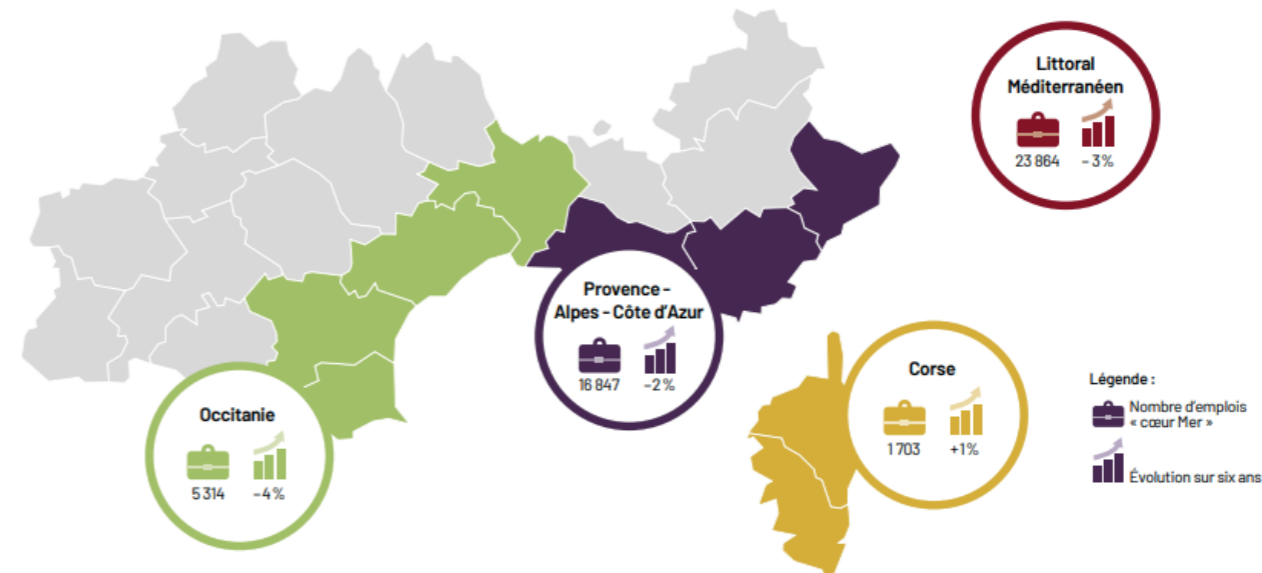 Littoral
Méditerranéen
23 864 -3%
Provence -
Alpes - Côte d'Azur
16 847 -2%
Corse
1 703 +1%
Occitanie
5 314 -4%
Légende :
Nombre d'emplois
« cœur Mer »
Évolution sur six ans